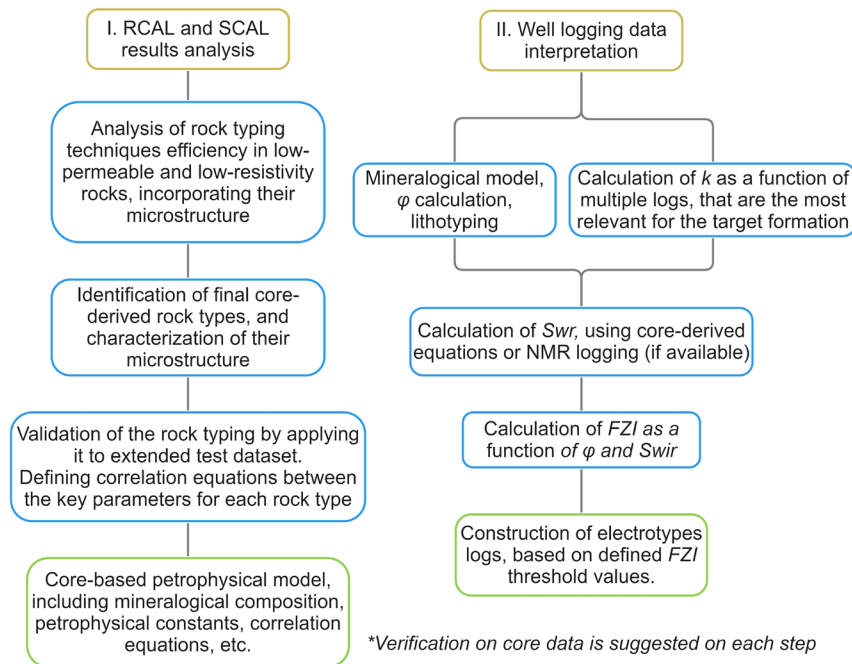 I. RCAL and SCAL
results analysis
Analysis of rock typing
techniques efficiency in low-
permeable and low-resistivity
rocks, incorporating their
microstructure
Identification of final core-
derived rock types, and
characterization of their
microstructure
Validation of the rock typing by applying
it to extended test dataset.
Defining correlation equations between
the key parameters for each rock type
Core-based petrophysical model,
including mineralogical composition,
petrophysical constants, correlation
equations, etc.
II. Well logging data
interpretation
Mineralogical model,
φ calculation,
lithotyping
Calculation of k as a function of
multiple logs, that are the most
relevant for the target formation
Calculation of Swr, using core-derived
equations or NMR logging (if available)
Calculation of FZI as a
function of φ and Swir
Construction of electrotypes
logs, based on defined FZI
threshold values.
*Verification on core data is suggested on each step